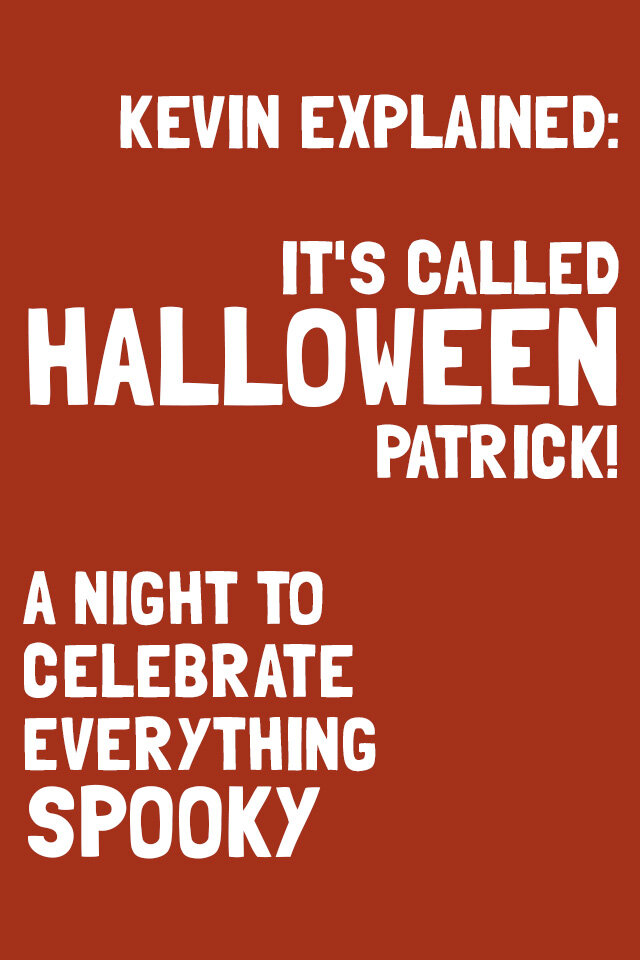 KEVIN EXPLAINED:
IT'S CALLED
HALLOWEEN
PATRICK!
A NIGHT TO
CELEBRATE
EVERYTHING
SPOOKY